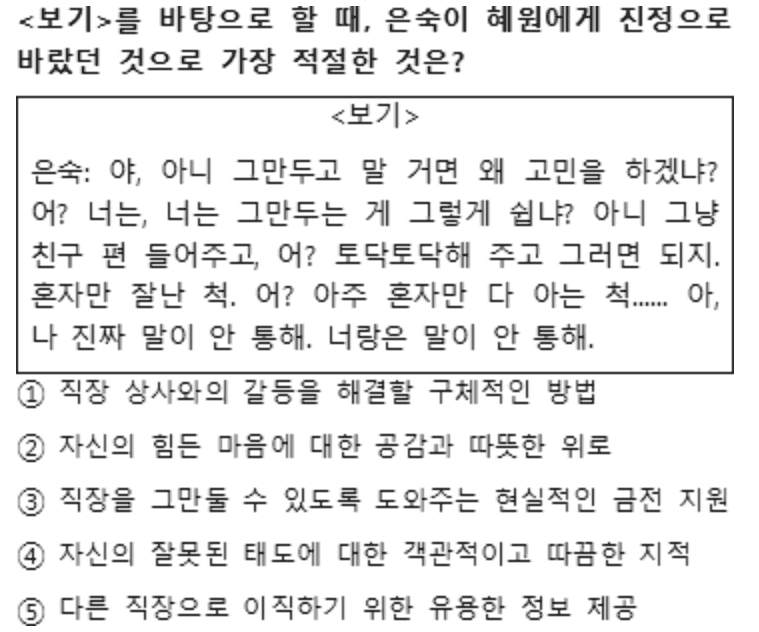 <보기>를 바탕으로 할 때, 은숙이 혜원에게 진정으로
바랐던 것으로 가장 적절한 것은?
<보기>
은숙: 야, 아니 그만두고 말 거면 왜 고민을 하겠냐?
어? 너는, 너는 그만두는 게 그렇게 쉽냐? 아니 그냥
친구 편 들어주고, 어? 토닥토닥해 주고 그러면 되지.
혼자만 잘난 척. 어? 아주 혼자만 다 아는 척…… 아,
나 진짜 말이 안 통해. 너랑은 말이 안 통해.
① 직장 상사와의 갈등을 해결할 구체적인 방법
② 자신의 힘든 마음에 대한 공감과 따뜻한 위로
③ 직장을 그만둘 수 있도록 도와주는 현실적인 금전 지원
④ 자신의 잘못된 태도에 대한 객관적이고 따끔한 지적
⑤ 다른 직장으로 이직하기 위한 유용한 정보 제공